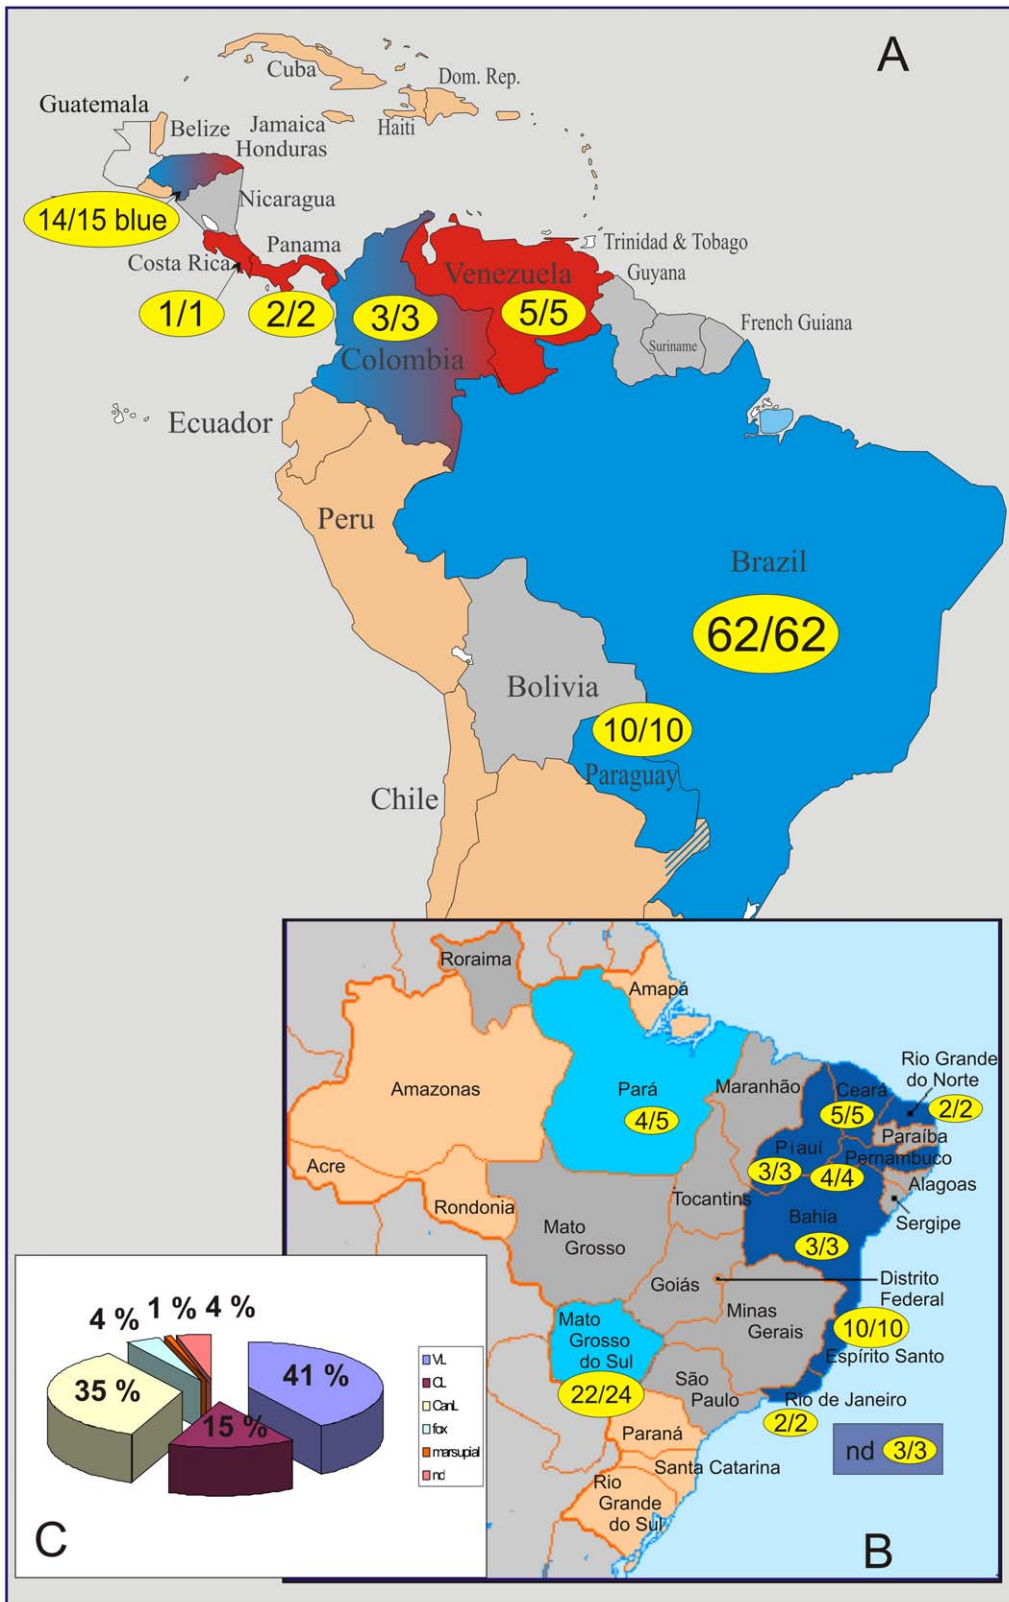 A
Cuba
Dom. Rep.
Guatemala
Belize
Jamaica
Haiti
Honduras
Nicaragua
14/15 blue
Trinidad & Tobago
Costa Rica
Panama
Venezuela
Guyana
1/1
2/2
3/3
5/5
French Guiana
Suriname
Colombia
Ecuador
Peru
Brazil
62/62
Bolivia
10/10
Paraguay
Chile
Roraima
Amapá
Rio Grande
do Norte
Amazonas
Pará
Maranhão
Ceará
4/5
5/5
2/2
Paraíba
Piauí
Pernambuco
Acre
3/3
4/4
Alagoas
Rondonia
Tocantins
Bahia
Sergipe
Mato
Grosso
3/3
Goiás
Distrito
Federal
Minas
Gerais
Mato
Grosso
do Sul
10/10
Espírito Santo
22/24
São
Paulo
Rio de Janeiro
2/2
Paraná
nd 3/3
Santa Catarina
Rio
Grande
do Sul
B
4 %
1 %
4 %
35 %
41 %
15 %
VL
CL
CanL
fox
marsupial
nd
C